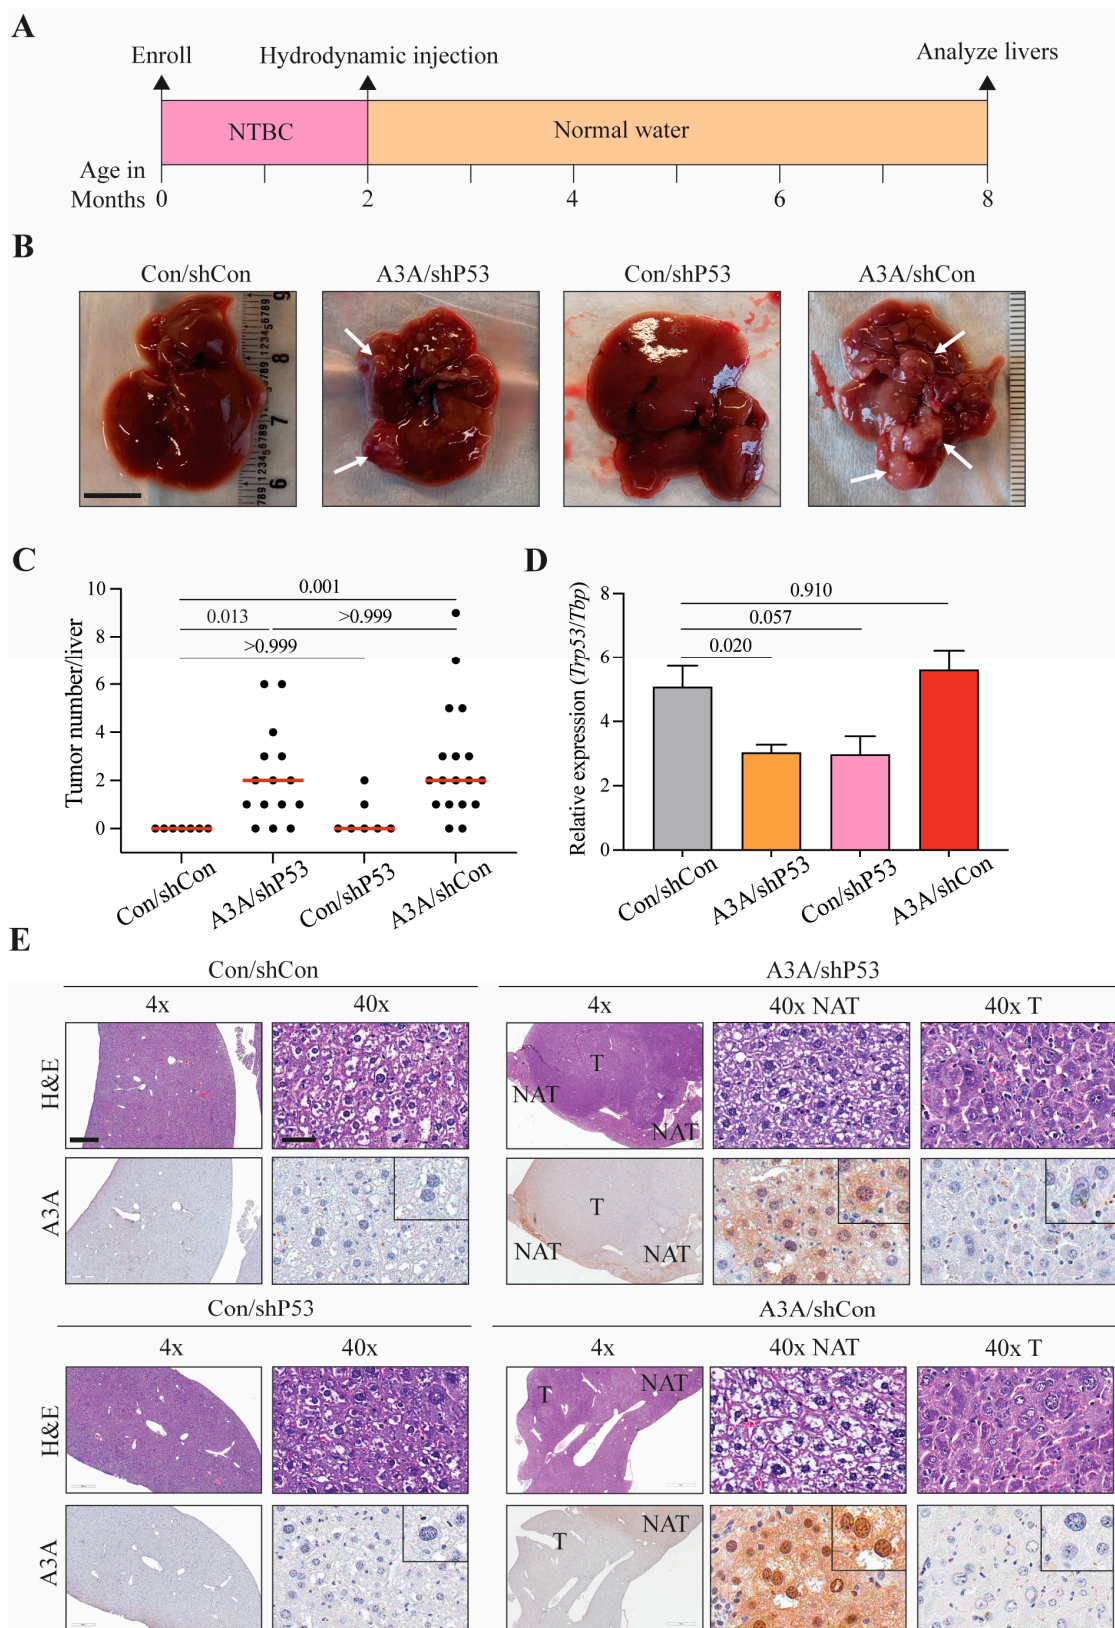 A
Enroll
Hydrodynamic injection
Analyze livers
NTBC
Normal water
Age in
Months
0
2
4
6
8
B
Con/shCon
A3A/shP53
Con/shP53
A3A/shCon
9
8
7
6
C
Tumor number/liver
10
8
6
4
2
0
0.001
0.013
>0.999
>0.999
Con/shCon
A3A/shP53
Con/shP53
A3A/shCon
D
Relative expression (Trp53/Tbp)
8
6
4
2
0
0.910
0.057
0.020
Con/shCon
A3A/shP53
Con/shP53
A3A/shCon
E
Con/shCon
A3A/shP53
4x
40x
4x
40x NAT
40x T
H&E
T
NAT
NAT
A3A
T
NAT
NAT
Con/shP53
A3A/shCon
4x
40x
4x
40x NAT
40x T
H&E
T
NAT
A3A
T
NAT